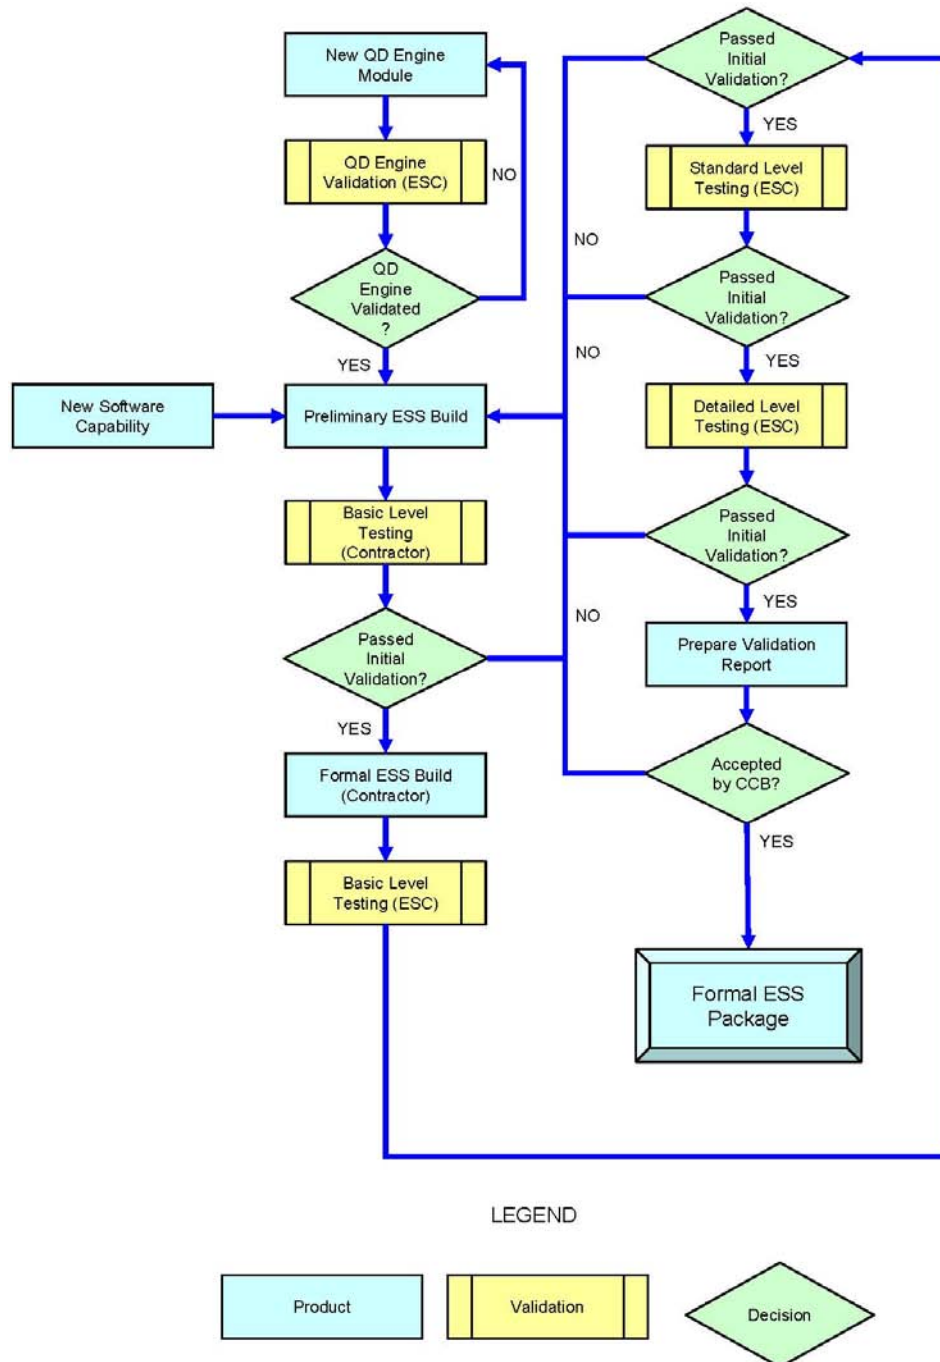 New QD Engine
Module
QD Engine
Validation (ESC)
NO
QD
Engine
Validated
?
YES
New Software
Capability
Preliminary ESS Build
Basic Level
Testing
(Contractor)
Passed
Initial
Validation?
YES
Formal ESS Build
(Contractor)
Basic Level
Testing (ESC)
Passed
Initial
Validation?
YES
Standard Level
Testing (ESC)
NO
Passed
Initial
Validation?
NO
YES
Detailed Level
Testing (ESC)
Passed
Initial
Validation?
YES
NO
Prepare Validation
Report
Accepted
by CCB?
YES
Formal ESS
Package
LEGEND
Product
Validation
Decision